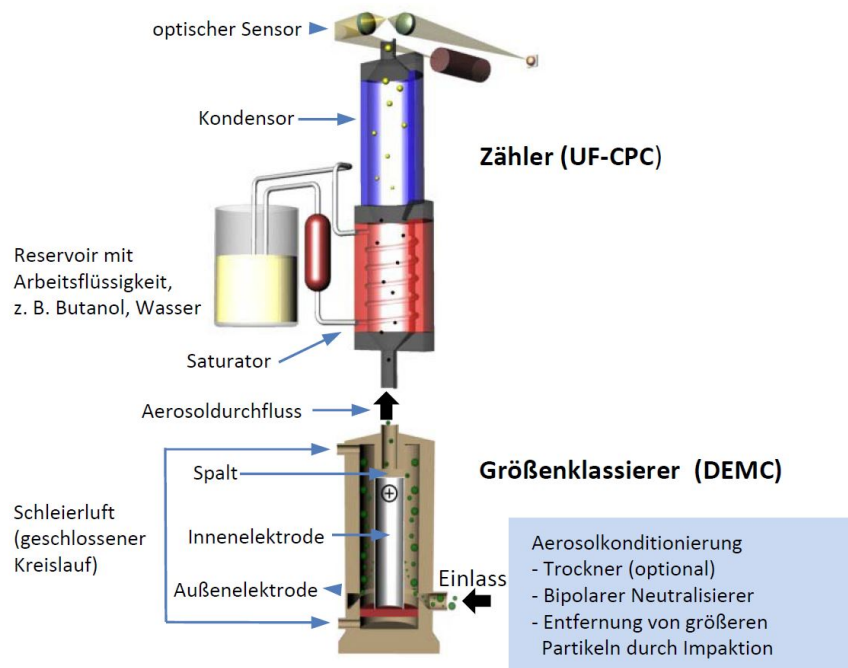 optischer Sensor
Kondensor
Zähler (UF-CPC)
Reservoir mit
Arbeitsflüssigkeit,
z. B. Butanol, Wasser
Saturator
Aerosoldurchfluss
Größenklassierer (DEMC)
Spalt
Schleierluft
(geschlossener
Kreislauf)
Innenelektrode
Außenelektrode
Einlass
Aerosolkonditionierung
- Trockner (optional)
- Bipolarer Neutralisierer
- Entfernung von größeren
Partikeln durch Impaktion